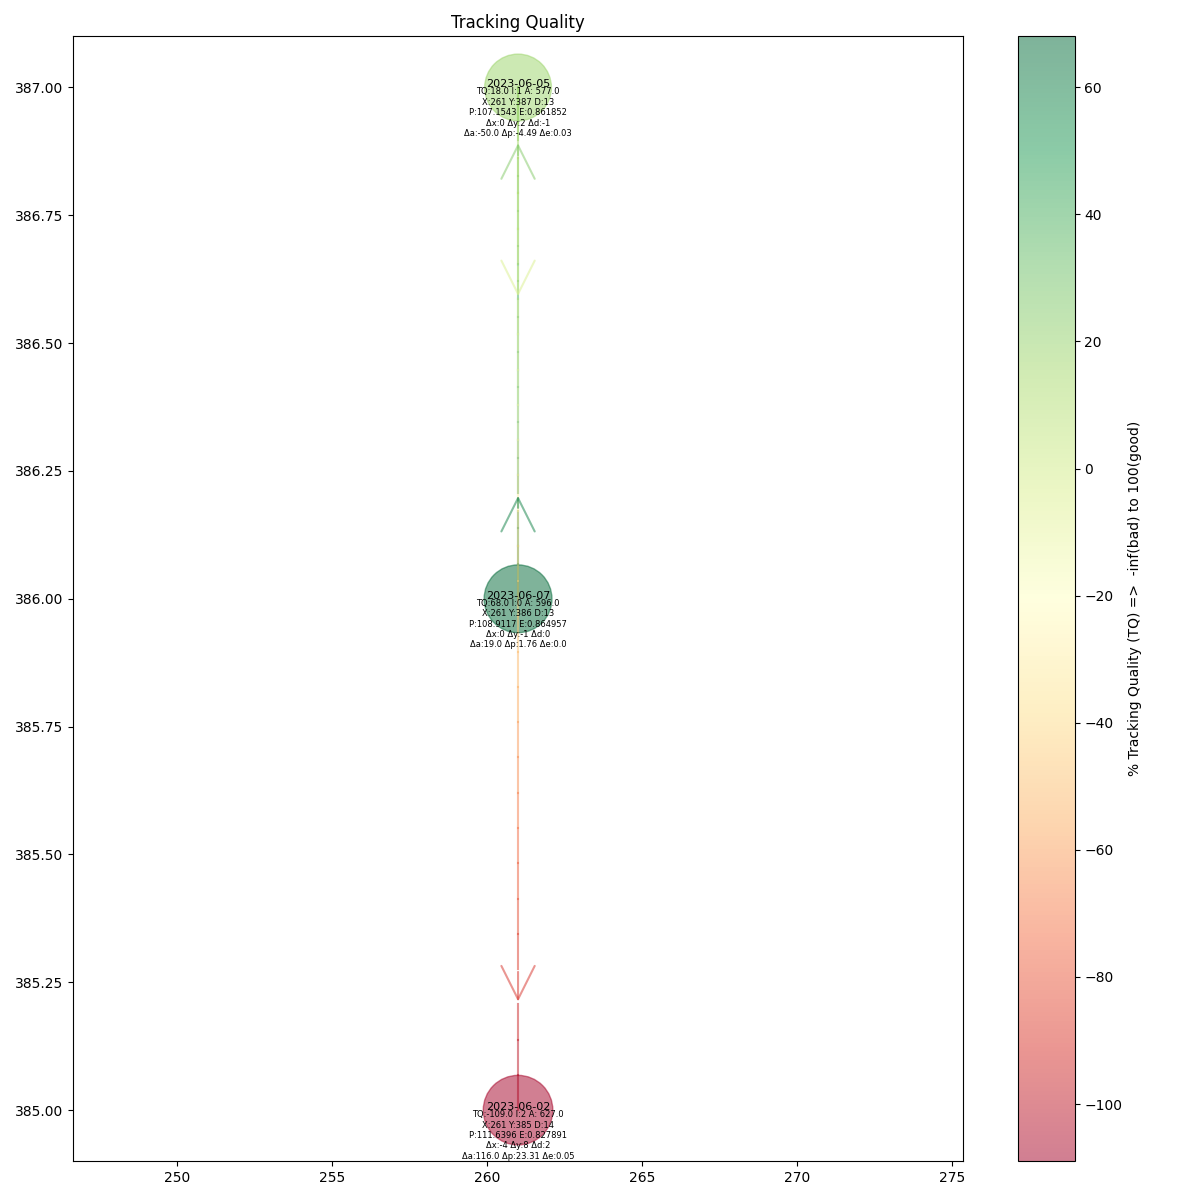 Tracking Quality
387.00
386.75
386.50
386.25
386.00
385.75
385.50
385.25
385.00
250
255
260
265
270
275
2023-06-05
TQ:18.0 I:1 A: 577.0
X:261 Y:387 D:13
P:107.1543 E:0.861852
Δx:0 Δy:2 Δd:-1
Δa:-50.0 Δp:-4.49 Δe:0.03
2023-06-07
TQ:68.0 I:0 A: 596.0
X:261 Y:386 D:13
P:108.9117 E:0.864957
Δx:0 Δy:-1 Δd:0
Δa:19.0 Δp:1.76 Δe:0.0
2023-06-02
TQ:-109.0 I:2 A: 627.0
X:261 Y:385 D:14
P:111.6396 E:0.827891
Δx:-4 Δy:8 Δd:2
Δa:116.0 Δp:23.31 Δe:0.05
60
40
20
0
−20
−40
−60
−80
−100
% Tracking Quality (TQ) => -inf(bad) to 100(good)